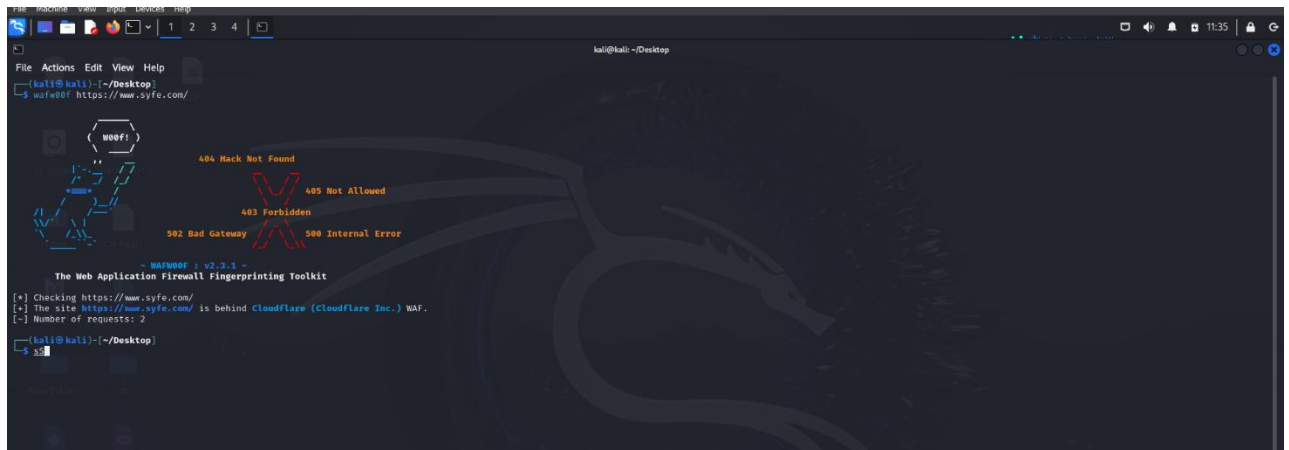 File Machine View Input Devices Help
1 2 3 4
11:35
kali@kali: ~/Desktop
File Actions Edit View Help
(kali㉿kali)-[~/Desktop]
$ wafw00f https://www.syfe.com/
( W00f! )
404 Hack Not Found
405 Not Allowed
403 Forbidden
502 Bad Gateway
500 Internal Error
~ WAFW00F : v2.3.1 ~
The Web Application Firewall Fingerprinting Toolkit
[*] Checking https://www.syfe.com/
[+] The site https://www.syfe.com/ is behind Cloudflare (Cloudflare Inc.) WAF.
[~] Number of requests: 2
(kali㉿kali)-[~/Desktop]
$ sS